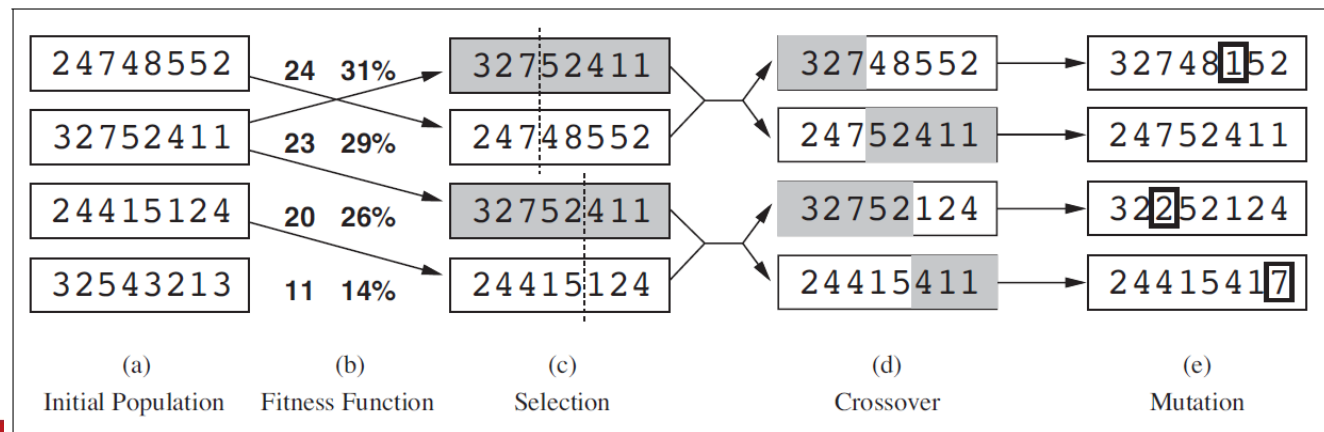 24748552 24 31% 32752411 32748552 32748152
32752411 23 29% 24748552 24752411 24752411
24415124 20 26% 32752411 32752124 32252124
32543213 11 14% 24415124 24415411 24415417
(a) (b) (c) (d) (e)
Initial Population Fitness Function Selection Crossover Mutation